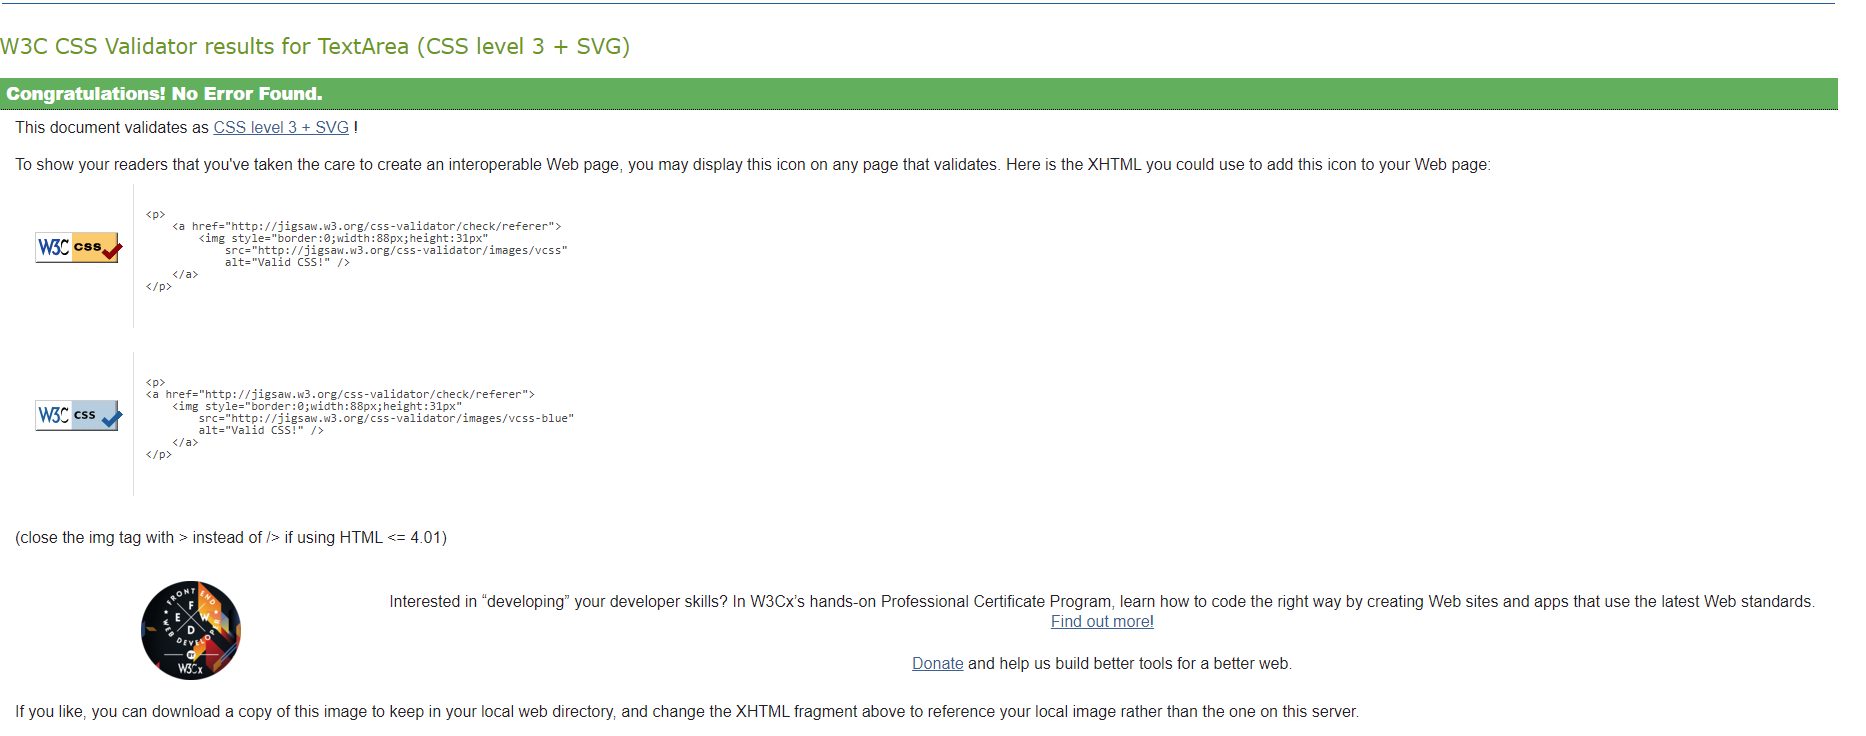 W3C CSS Validator results for TextArea (CSS level 3 + SVG)
Congratulations! No Error Found.
This document validates as CSS level 3 + SVG !
To show your readers that you've taken the care to create an interoperable Web page, you may display this icon on any page that validates. Here is the XHTML you could use to add this icon to your Web page:
W3C css
<p>
<a href="http://jigsaw.w3.org/css-validator/check/referer">
<img style="border:0;width:88px;height:31px"
src="http://jigsaw.w3.org/css-validator/images/vcss"
alt="Valid CSS!" />
</a>
</p>
W3C css
<p>
<a href="http://jigsaw.w3.org/css-validator/check/referer">
<img style="border:0;width:88px;height:31px"
src="http://jigsaw.w3.org/css-validator/images/vcss-blue"
alt="Valid CSS!" />
</a>
</p>
(close the img tag with > instead of /> if using HTML <= 4.01)
FRONT END
F
E W
D
WEB DEVELOPER
BY
W3Cx
Interested in “developing” your developer skills? In W3Cx’s hands-on Professional Certificate Program, learn how to code the right way by creating Web sites and apps that use the latest Web standards.
Find out more!
Donate and help us build better tools for a better web.
If you like, you can download a copy of this image to keep in your local web directory, and change the XHTML fragment above to reference your local image rather than the one on this server.